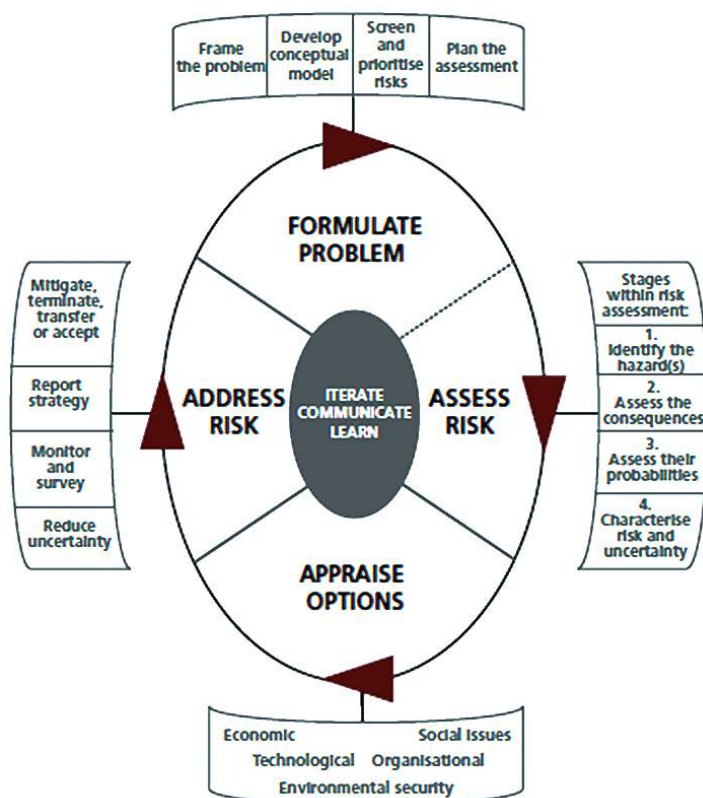 Frame
the problem
Develop
conceptual
model
Screen
and
prioritise
risks
Plan the
assessment
FORMULATE
PROBLEM
Mitigate,
terminate,
transfer
or accept
Report
strategy
Monitor
and
survey
Reduce
uncertainty
ADDRESS
RISK
ITERATE
COMMUNICATE
LEARN
ASSESS
RISK
Stages
within risk
assessment:
1.
Identify the
hazard(s)
2.
Assess the
consequences
3.
Assess their
probabilities
4.
Characterise
risk and
uncertainty
APPRAISE
OPTIONS
Economic Social issues
Technological Organisational
Environmental security